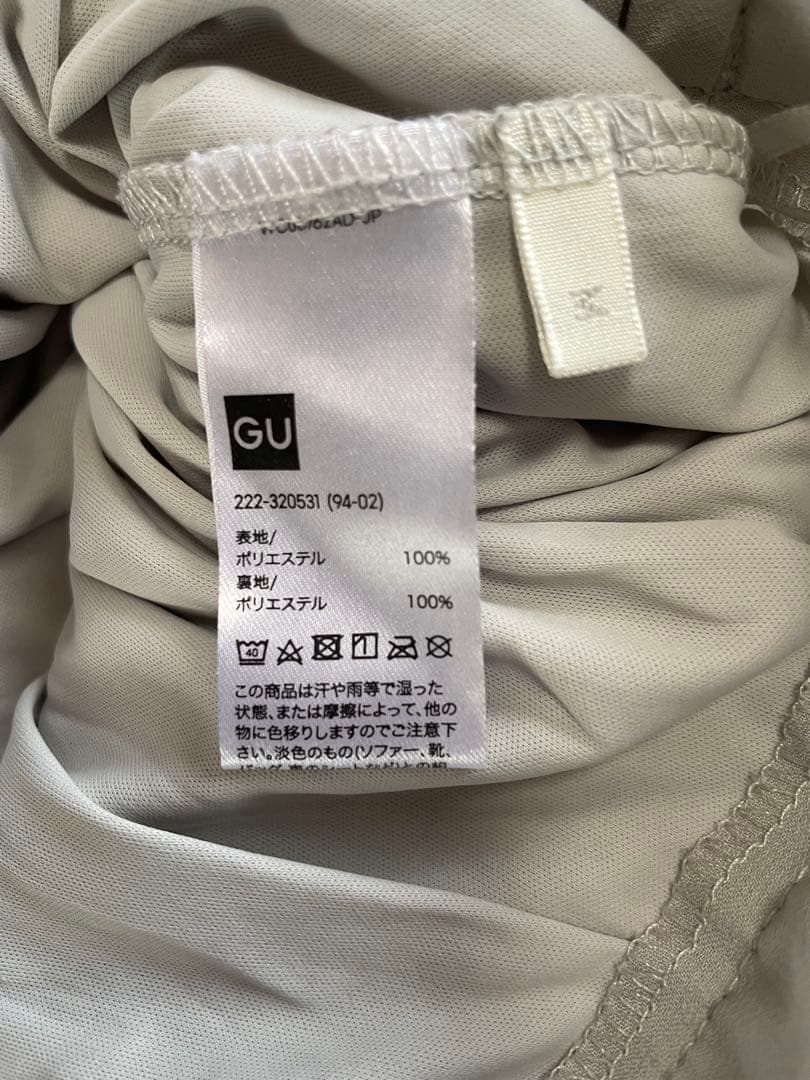 GU
222-320531 (94-02)
表地/
ポリエステル 100%
裏地/
ポリエステル 100%
40
この商品は汗や雨等で湿った
状態、または摩擦によって、他の
物に色移りしますのでご注意下
さい。淡色のもの(ソファー、靴、